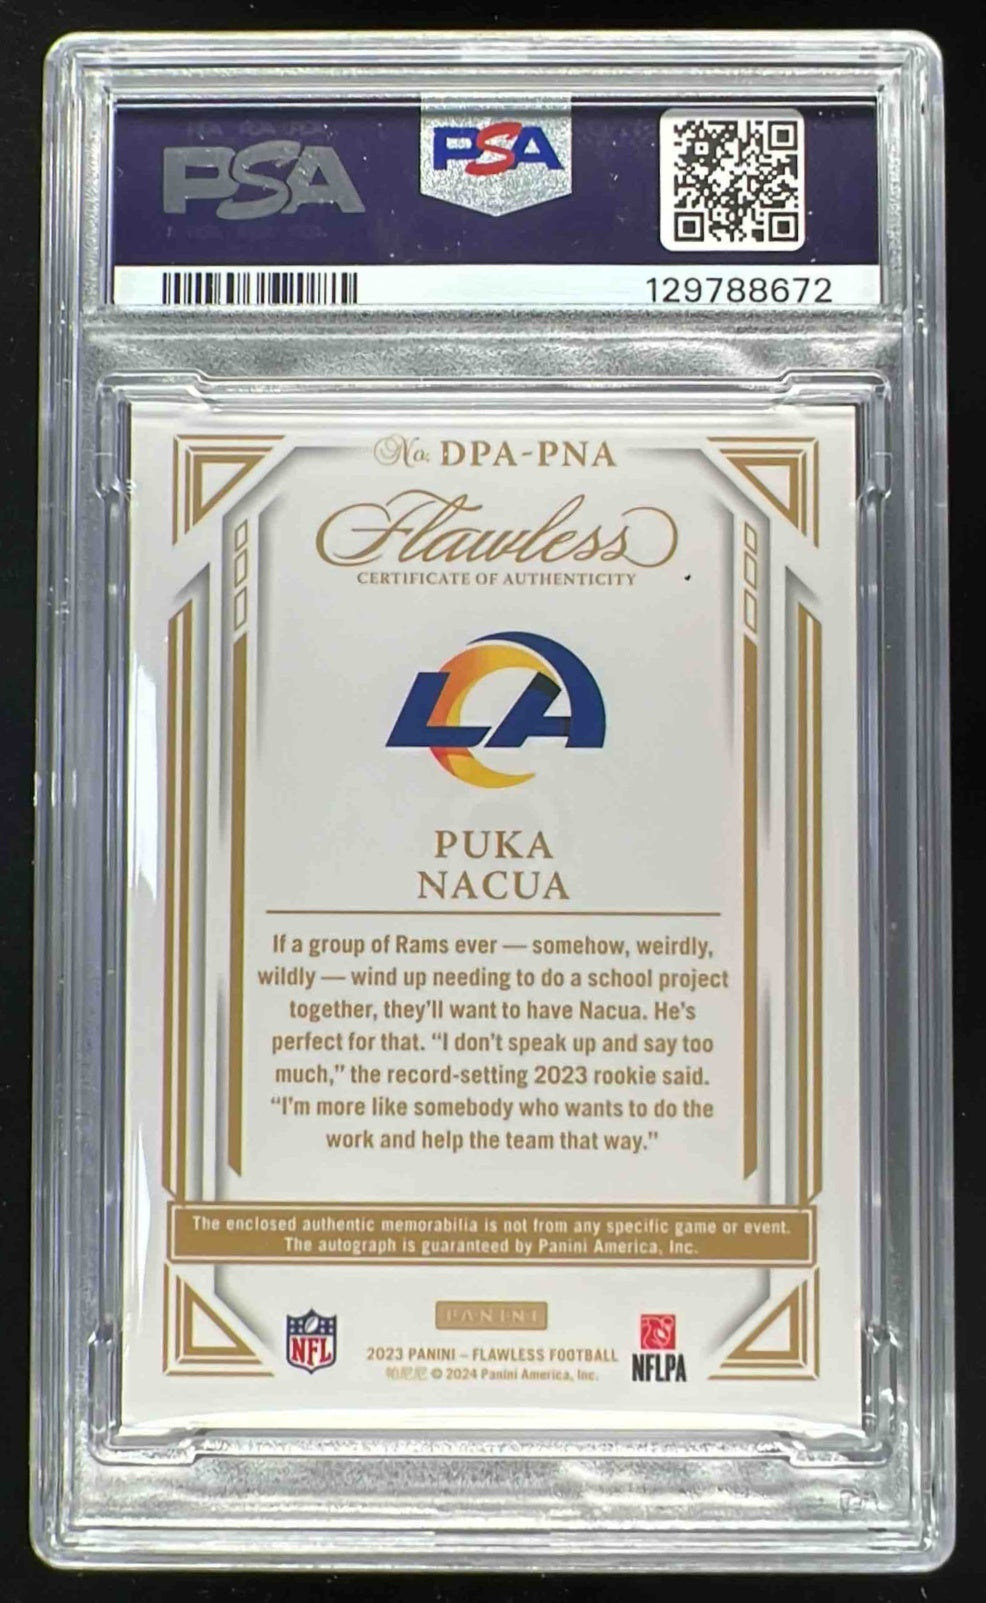 PSA
PSA
129788672
No. DPA-PNA
Flawless
CERTIFICATE OF AUTHENTICITY
LA
PUKA
NACUA
If a group of Rams ever — somehow, weirdly,
wildly — wind up needing to do a school project
together, they'll want to have Nacua. He's
perfect for that. “I don't speak up and say too
much,” the record-setting 2023 rookie said.
“I'm more like somebody who wants to do the
work and help the team that way.”
The enclosed authentic memorabilia is not from any specific game or event.
The autograph is guaranteed by Panini America, Inc.
PANINI
NFL
2023 PANINI – FLAWLESS FOOTBALL
帕尼尼 © 2024 Panini America, Inc.
NFLPA